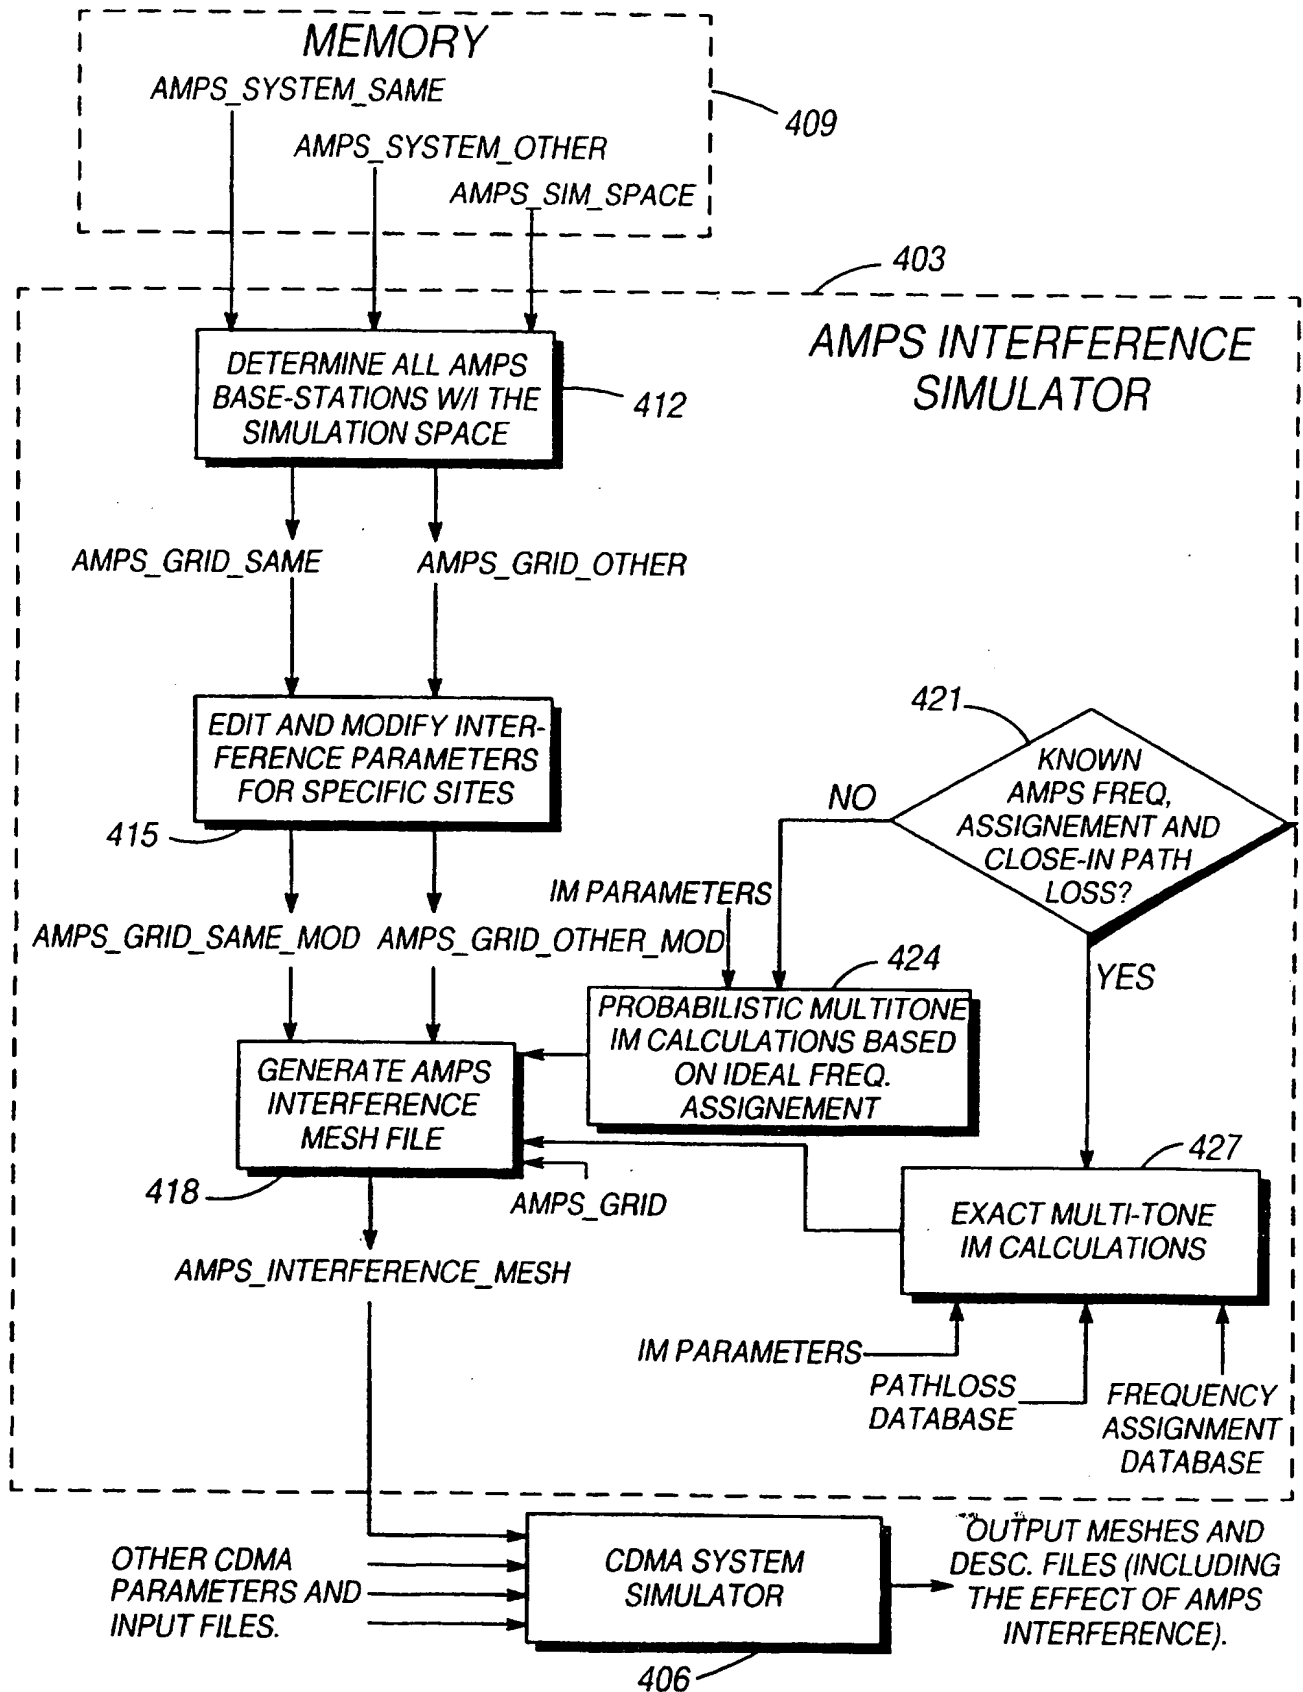 MEMORY
AMPS_SYSTEM_SAME
409
AMPS_SYSTEM_OTHER
AMPS_SIM_SPACE
403
AMPS INTERFERENCE
SIMULATOR
DETERMINE ALL AMPS
BASE-STATIONS W/I THE
SIMULATION SPACE
412
AMPS_GRID_SAME
AMPS_GRID_OTHER
EDIT AND MODIFY INTER-
FERENCE PARAMETERS
FOR SPECIFIC SITES
415
421
KNOWN
AMPS FREQ,
ASSIGNEMENT AND
CLOSE-IN PATH
LOSS?
NO
YES
IM PARAMETERS
AMPS_GRID_SAME_MOD
AMPS_GRID_OTHER_MOD
424
PROBABILISTIC MULTITONE
IM CALCULATIONS BASED
ON IDEAL FREQ.
ASSIGNEMENT
GENERATE AMPS
INTERFERENCE
MESH FILE
418
AMPS_GRID
427
EXACT MULTI-TONE
IM CALCULATIONS
AMPS_INTERFERENCE_MESH
IM PARAMETERS
PATHLOSS
DATABASE
FREQUENCY
ASSIGNMENT
DATABASE
OTHER CDMA
PARAMETERS AND
INPUT FILES.
CDMA SYSTEM
SIMULATOR
406
OUTPUT MESHES AND
DESC. FILES (INCLUDING
THE EFFECT OF AMPS
INTERFERENCE).